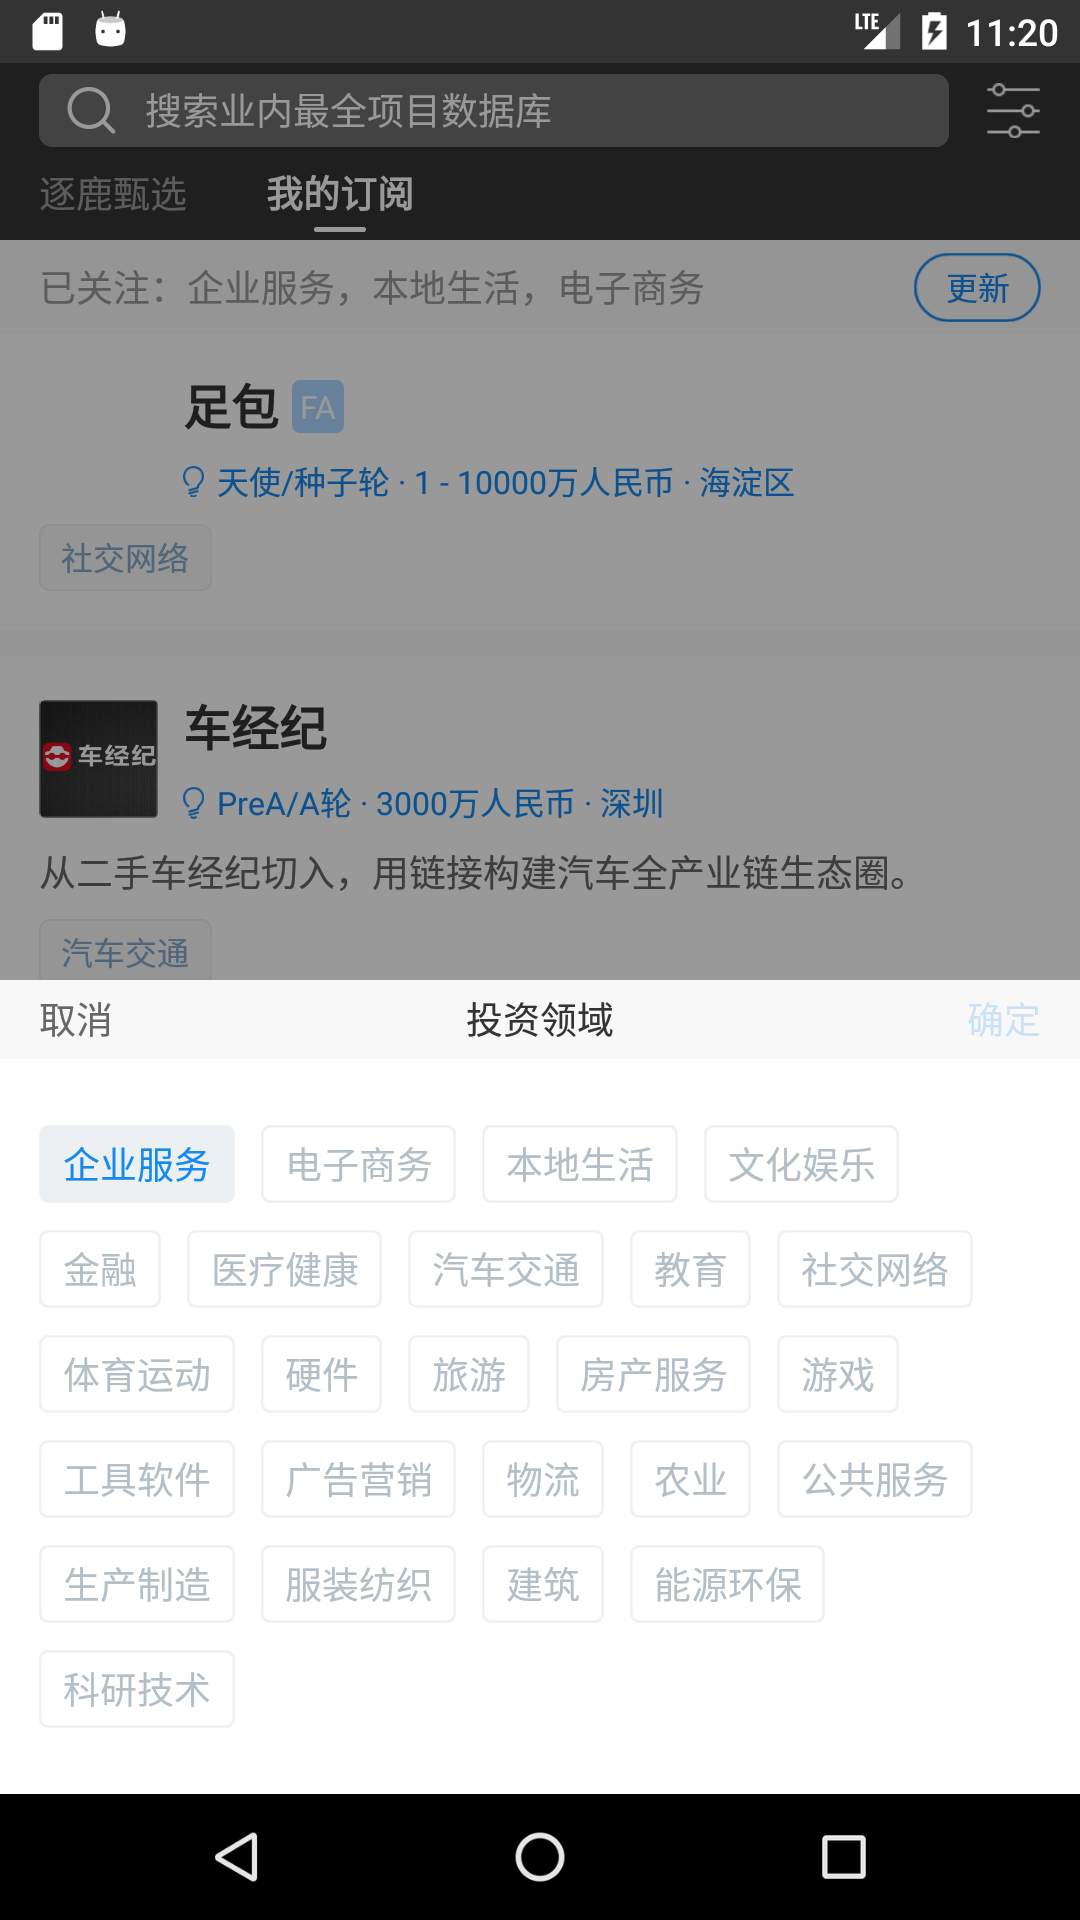 LTE 11:20
搜索业内最全项目数据库
逐鹿甄选 我的订阅
已关注：企业服务，本地生活，电子商务 更新
足包 FA
天使/种子轮 · 1 - 10000万人民币 · 海淀区
社交网络
车经纪
车经纪
PreA/A轮 · 3000万人民币 · 深圳
从二手车经纪切入，用链接构建汽车全产业链生态圈。
汽车交通
取消 投资领域 确定
企业服务 电子商务 本地生活 文化娱乐
金融 医疗健康 汽车交通 教育 社交网络
体育运动 硬件 旅游 房产服务 游戏
工具软件 广告营销 物流 农业 公共服务
生产制造 服装纺织 建筑 能源环保
科研技术